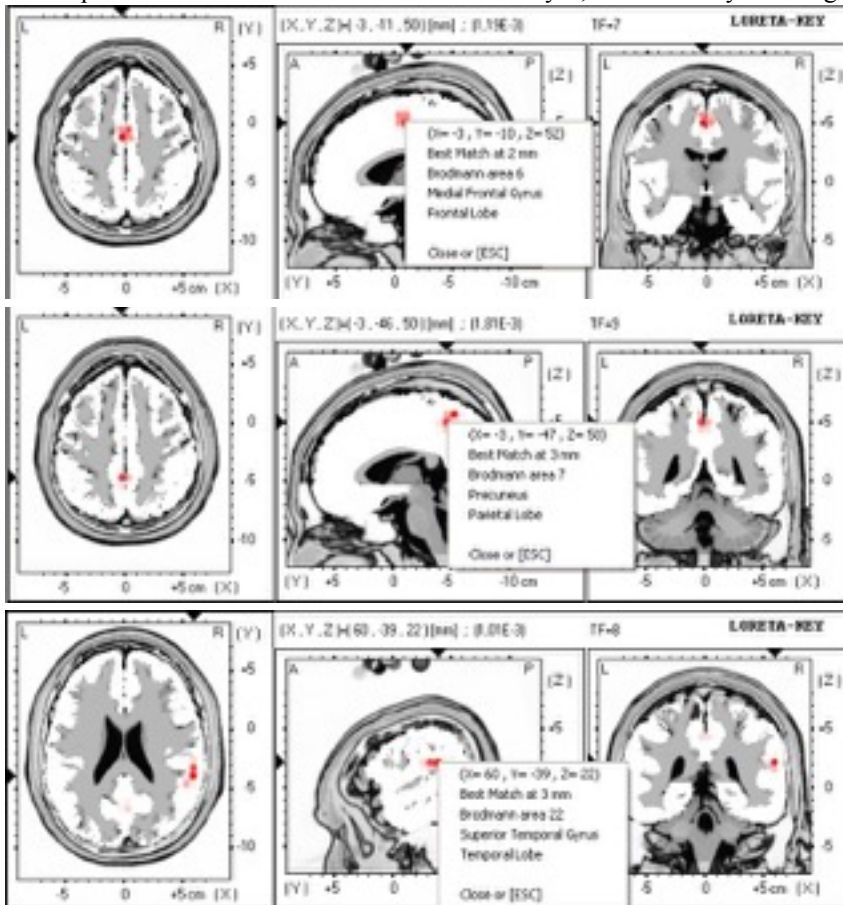 (X,Y,Z)=(-3,-11,50)[mm] ; (1.19E-3) TF=7 LORETA-KEY
L R (Y) A P (Z) L R (Z)
+5 0 -5 -10
+5 0 -5
(X= -3 , Y= -10, Z= 52)
Best Match at 2 mm
Brodmann area 6
Medial Frontal Gyrus
Frontal Lobe
Close or [ESC]
-5 0 +5 cm (X) (Y) +5 0 -5 -10 cm -5 0 +5 cm (X)
(X,Y,Z)=(-3,-46,50)[mm] ; (1.81E-3) TF=9 LORETA-KEY
L R (Y) A P (Z) L R (Z)
+5 0 -5 -10
+5 0 -5
(X= -3 , Y= -47, Z= 50)
Best Match at 3 mm
Brodmann area 7
Precuneus
Parietal Lobe
Close or [ESC]
-5 0 +5 cm (X) (Y) +5 0 -5 -10 cm -5 0 +5 cm (X)
(X,Y,Z)=(60,-39,22)[mm] ; (1.01E-3) TF=8 LORETA-KEY
L R (Y) A P (Z) L R (Z)
+5 0 -5 -10
+5 0 -5
(X= 60 , Y= -39, Z= 22)
Best Match at 3 mm
Brodmann area 22
Superior Temporal Gyrus
Temporal Lobe
Close or [ESC]
-5 0 +5 cm (X) (Y) +5 0 -10 cm -5 0 +5 cm (X)